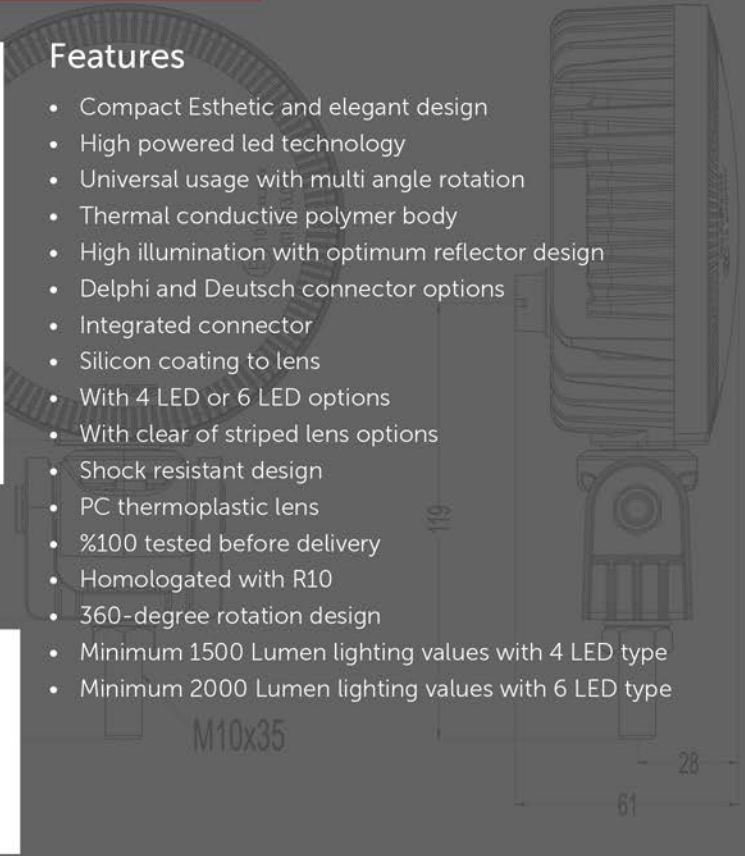 Features
• Compact Esthetic and elegant design
• High powered led technology
• Universal usage with multi angle rotation
• Thermal conductive polymer body
• High illumination with optimum reflector design
• Delphi and Deutsch connector options
• Integrated connector
• Silicon coating to lens
• With 4 LED or 6 LED options
• With clear of striped lens options
• Shock resistant design
• PC thermoplastic lens
• %100 tested before delivery
• Homologated with R10
• 360-degree rotation design
• Minimum 1500 Lumen lighting values with 4 LED type
• Minimum 2000 Lumen lighting values with 6 LED type
119
M10x35
28
61